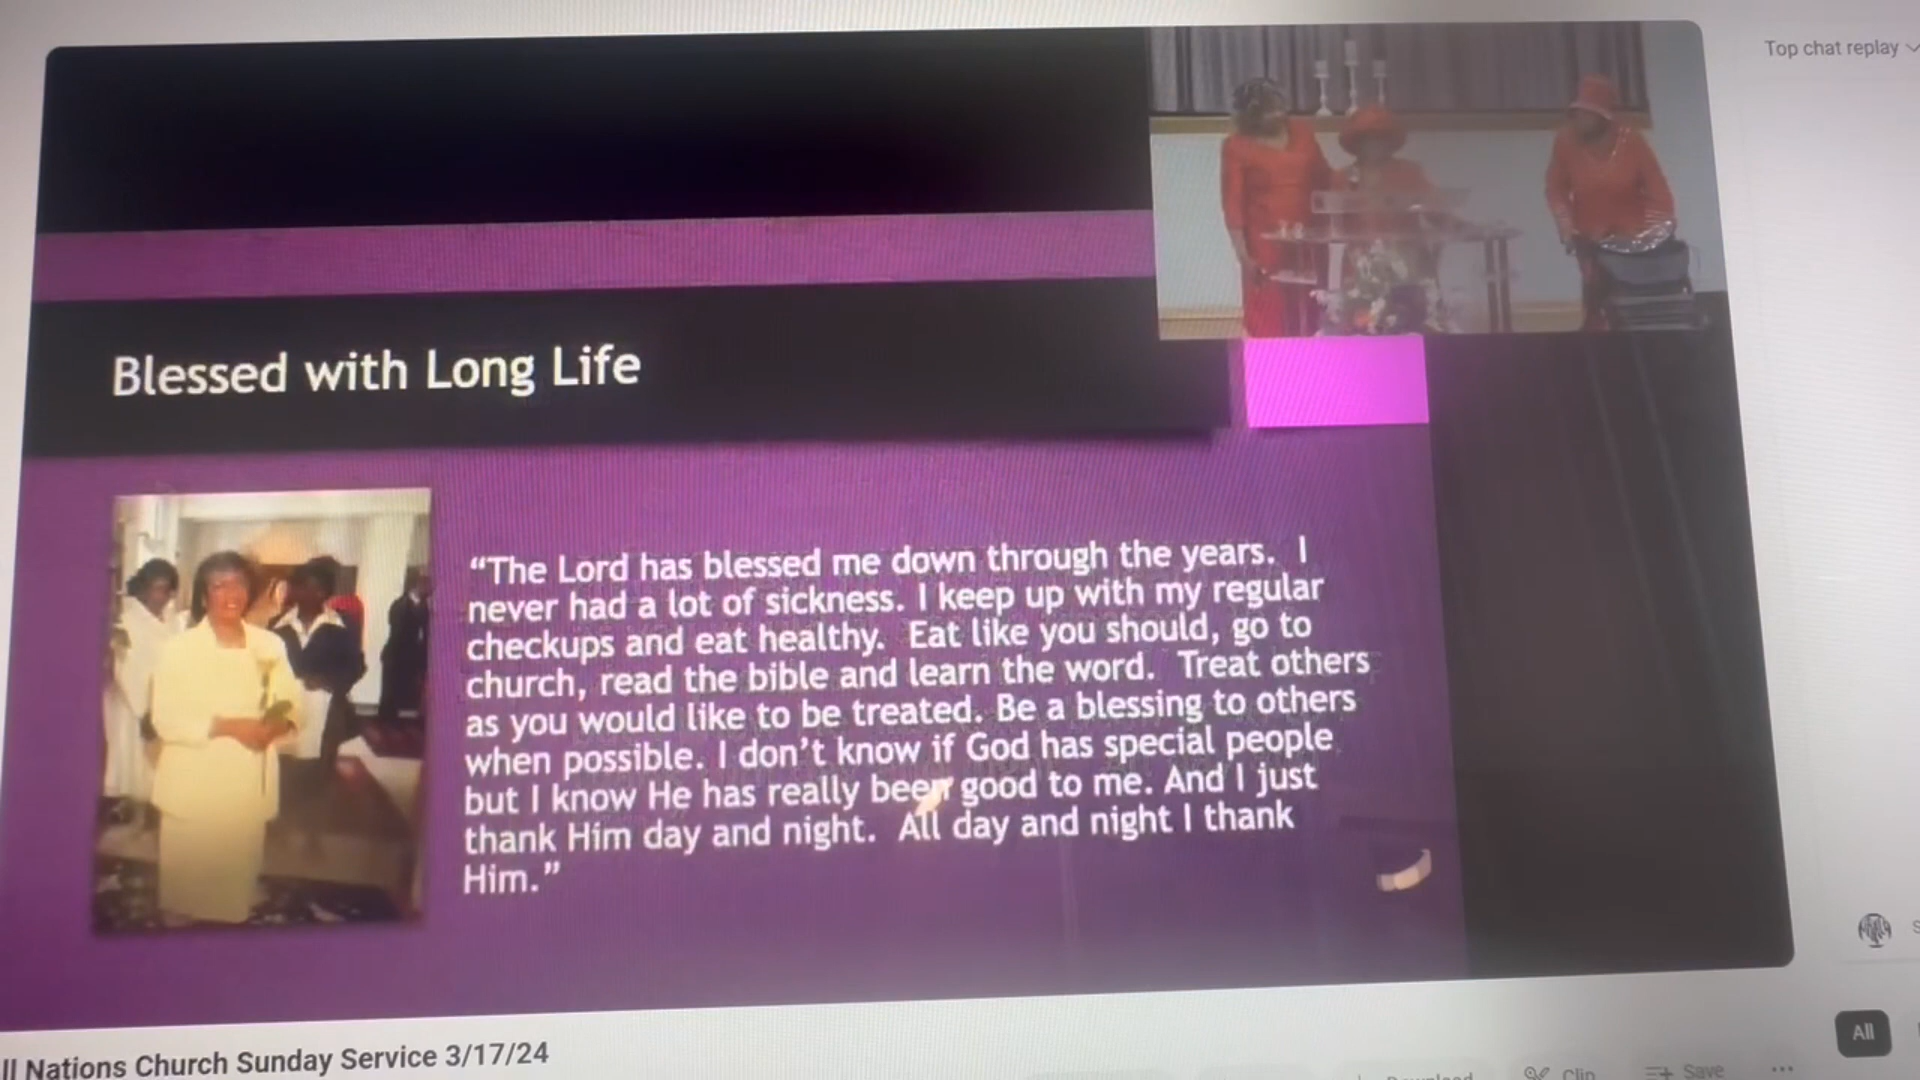 Top chat replay
Blessed with Long Life
“The Lord has blessed me down through the years.  I
never had a lot of sickness. I keep up with my regular
checkups and eat healthy.  Eat like you should, go to
church, read the bible and learn the word.  Treat others
as you would like to be treated. Be a blessing to others
when possible. I don’t know if God has special people
but I know He has really been good to me. And I just
thank Him day and night.  All day and night I thank
Him.”
ll Nations Church Sunday Service 3/17/24
All
Download
Clip
Save